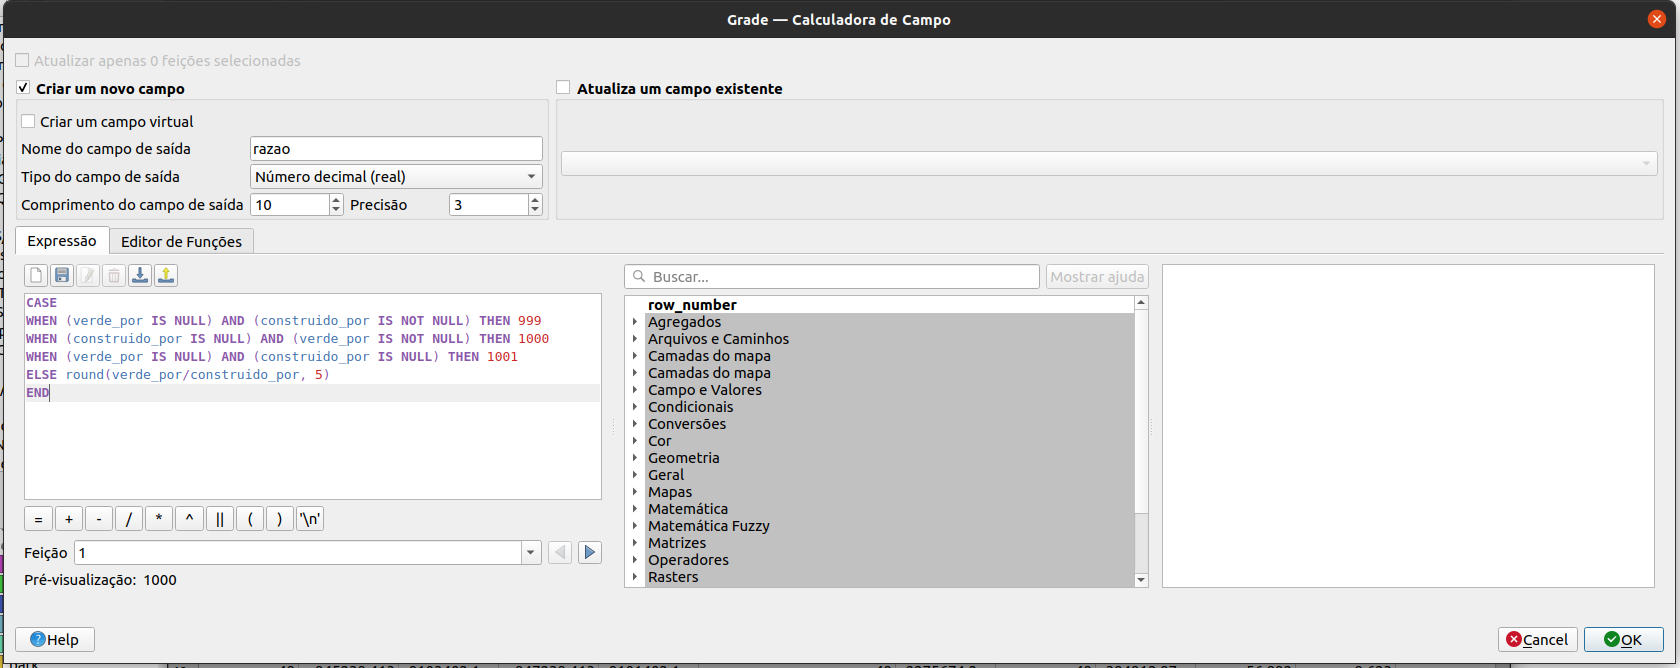 Grade — Calculadora de Campo
Atualizar apenas 0 feições selecionadas
Criar um novo campo
Atualiza um campo existente
Criar um campo virtual
Nome do campo de saída razao
Tipo do campo de saída Número decimal (real)
Comprimento do campo de saída 10 Precisão 3
Expressão Editor de Funções
Buscar... Mostrar ajuda
CASE
WHEN (verde_por IS NULL) AND (construido_por IS NOT NULL) THEN 999
WHEN (construido_por IS NULL) AND (verde_por IS NOT NULL) THEN 1000
WHEN (verde_por IS NULL) AND (construido_por IS NULL) THEN 1001
ELSE round(verde_por/construido_por, 5)
END
row_number
Agregados
Arquivos e Caminhos
Camadas do mapa
Camadas do mapa
Campo e Valores
Condicionais
Conversões
Cor
Geometria
Geral
Mapas
Matemática
Matemática Fuzzy
Matrizes
Operadores
Rasters
= + - / * ^ || ( ) '\n'
Feição 1
Pré-visualização: 1000
Help
Cancel OK